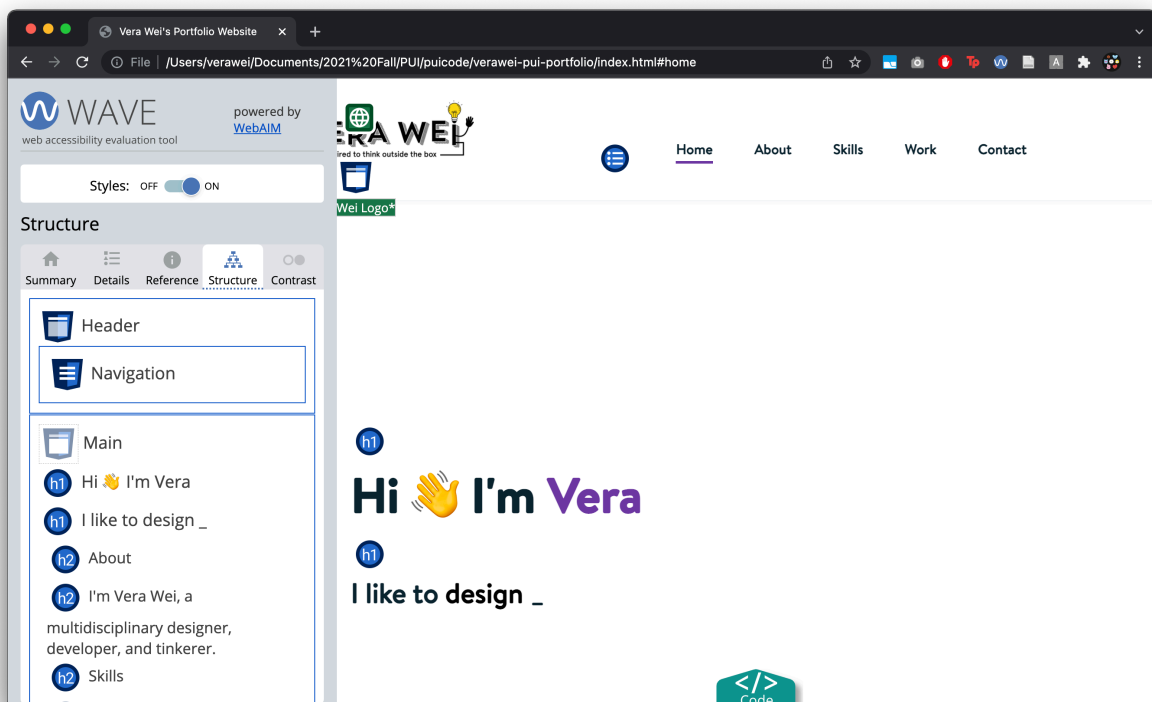 Vera Wei's Portfolio Website
File | /Users/verawei/Documents/2021%20Fall/PUI/puicode/verawei-pui-portfolio/index.html#home
Tp
A
WAVE
web accessibility evaluation tool
powered by
WebAIM
Styles: OFF ON
Structure
Summary Details Reference Structure Contrast
Header
Navigation
Main
h1 Hi 👋 I'm Vera
h1 I like to design _
h2 About
h2 I'm Vera Wei, a
multidisciplinary designer,
developer, and tinkerer.
h2 Skills
ERA WEI
ired to think outside the box
Wei Logo*
Home About Skills Work Contact
h1
Hi 👋 I'm Vera
h1
I like to design _
</>
Code